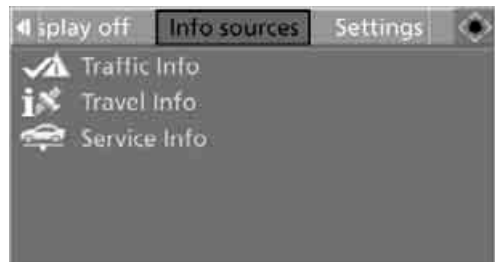 splay off Info sources Settings
Traffic Info
Travel Info
Service Info